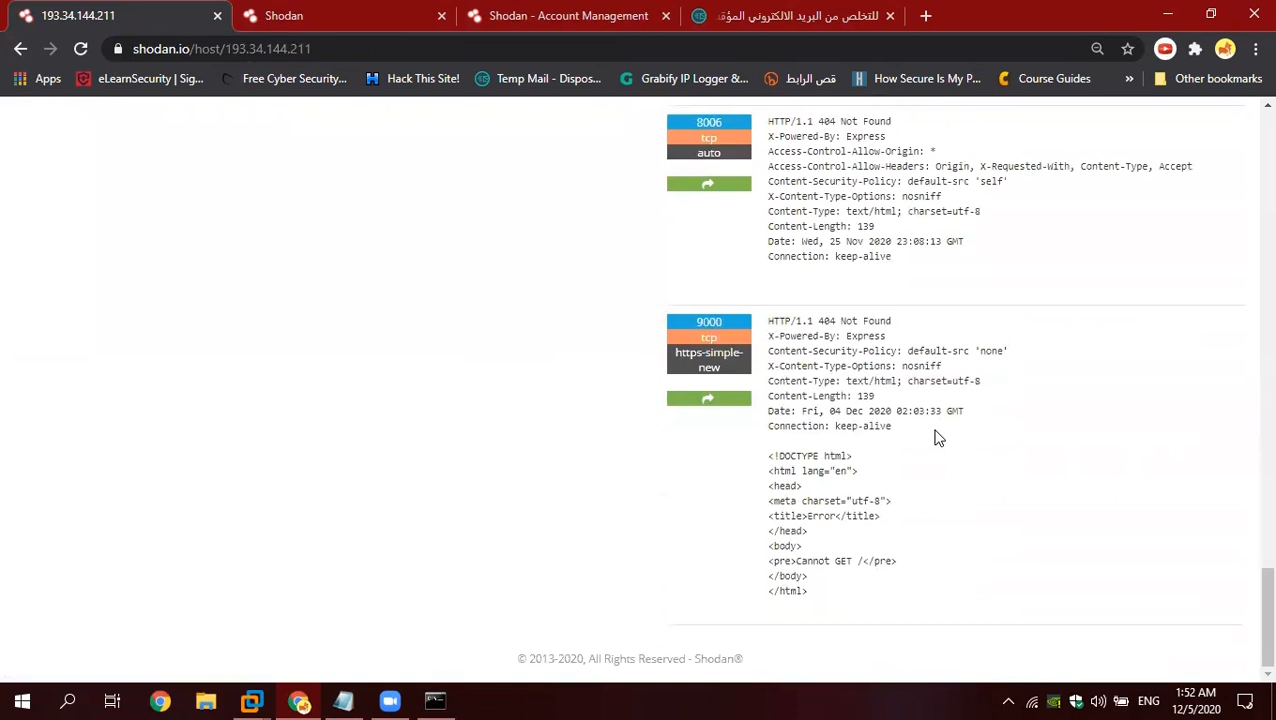 193.34.144.211
Shodan
Shodan - Account Management
للتخلص من البريد الالكتروني المؤقت
shodan.io/host/193.34.144.211
Apps
eLearnSecurity | Sig...
Free Cyber Security...
Hack This Site!
Temp Mail - Dispos...
Grabify IP Logger &...
قص الرابط
How Secure Is My P...
Course Guides
»
Other bookmarks
8006
tcp
auto
HTTP/1.1 404 Not Found
X-Powered-By: Express
Access-Control-Allow-Origin: *
Access-Control-Allow-Headers: Origin, X-Requested-With, Content-Type, Accept
Content-Security-Policy: default-src 'self'
X-Content-Type-Options: nosniff
Content-Type: text/html; charset=utf-8
Content-Length: 139
Date: Wed, 25 Nov 2020 23:08:13 GMT
Connection: keep-alive
9000
tcp
https-simple-
new
HTTP/1.1 404 Not Found
X-Powered-By: Express
Content-Security-Policy: default-src 'none'
X-Content-Type-Options: nosniff
Content-Type: text/html; charset=utf-8
Content-Length: 139
Date: Fri, 04 Dec 2020 02:03:33 GMT
Connection: keep-alive
<!DOCTYPE html>
<html lang="en">
<head>
<meta charset="utf-8">
<title>Error</title>
</head>
<body>
<pre>Cannot GET /</pre>
</body>
</html>
© 2013-2020, All Rights Reserved - Shodan®
ENG
1:52 AM
12/5/2020